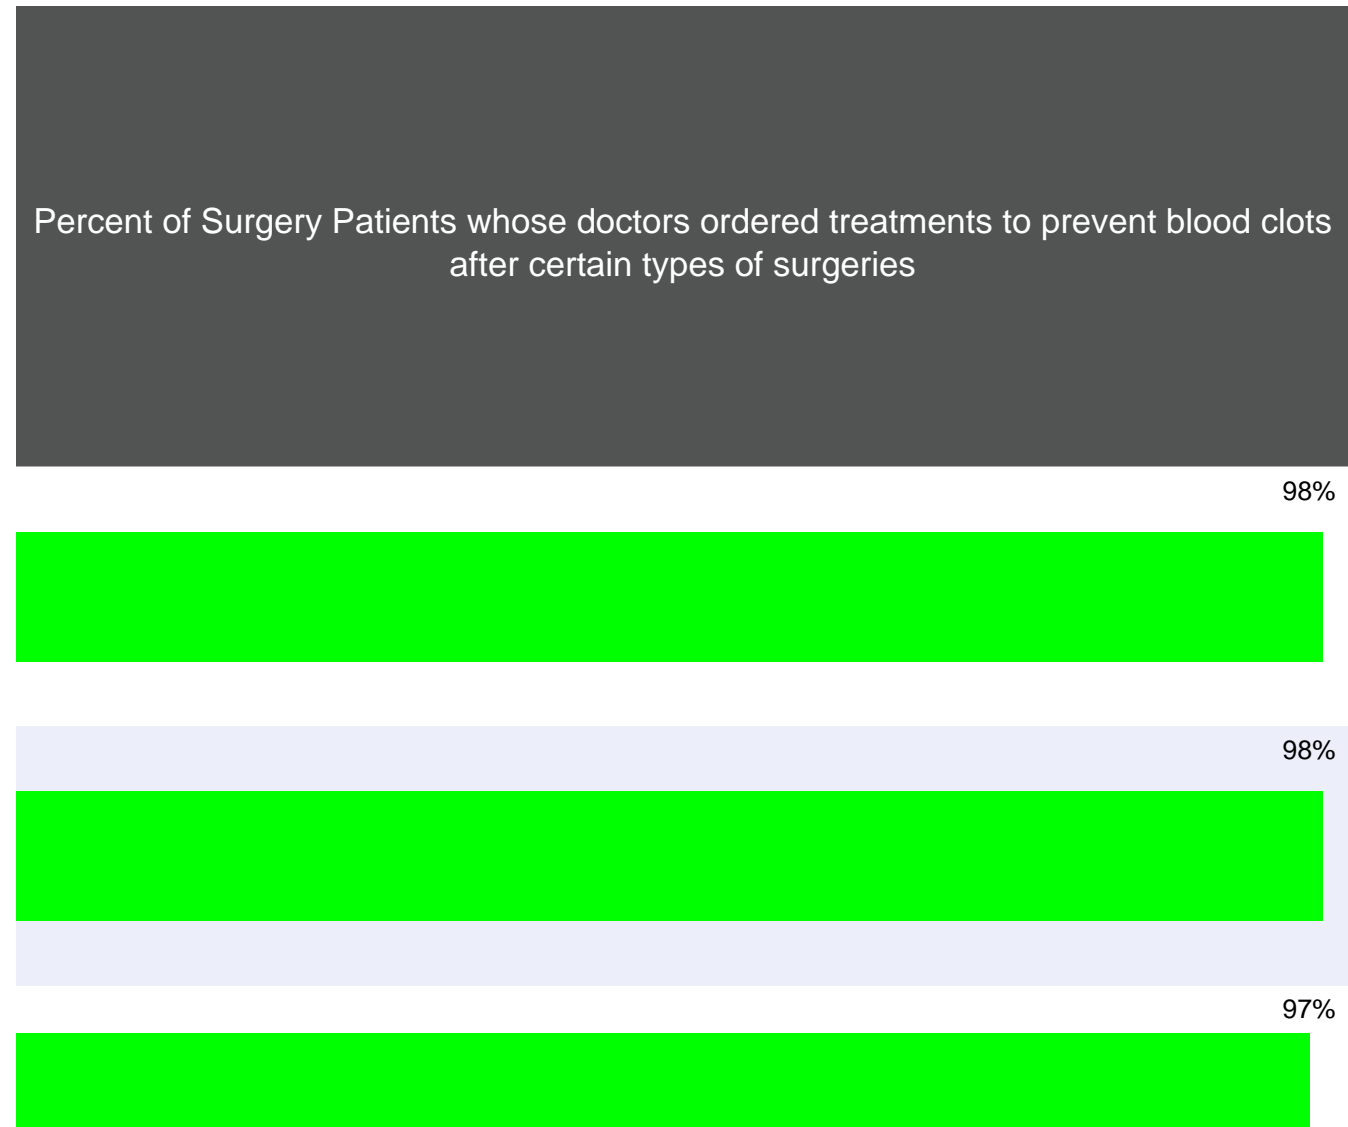 Percent of Surgery Patients whose doctors ordered treatments to prevent blood clots
after certain types of surgeries
98%
98%
97%